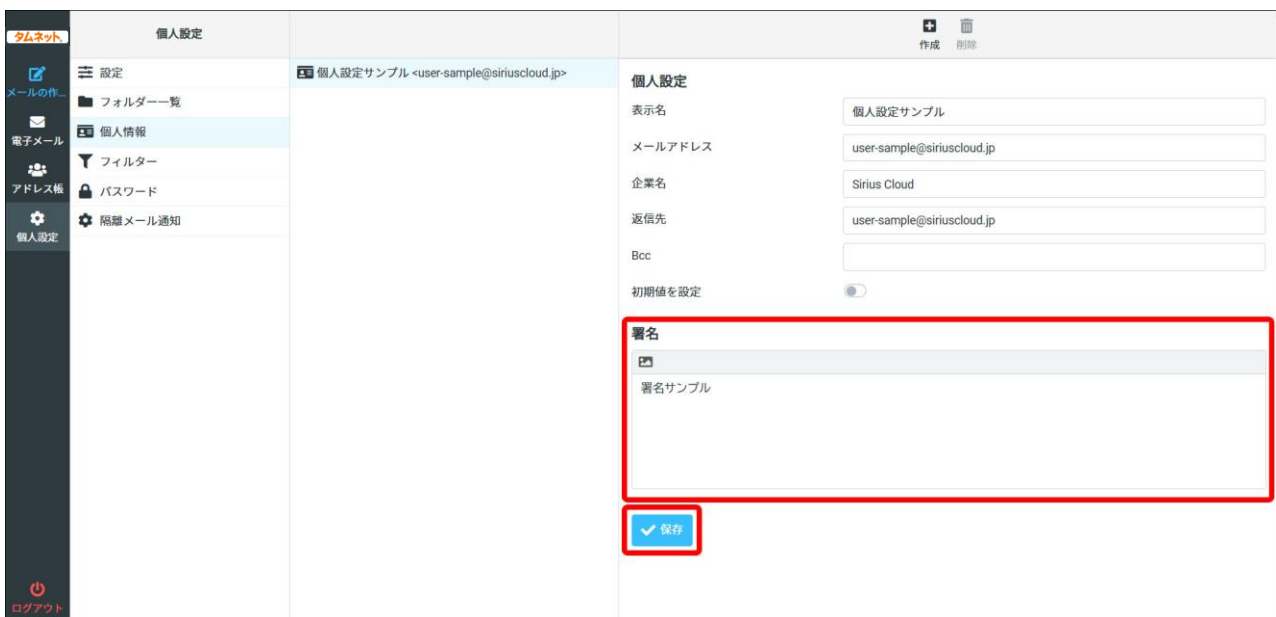 タムネット
メールの作...
電子メール
アドレス帳
個人設定
ログアウト
個人設定
設定
フォルダー一覧
個人情報
フィルター
パスワード
隔離メール通知
個人設定サンプル <user-sample@siriuscloud.jp>
作成 削除
個人設定
表示名 個人設定サンプル
メールアドレス user-sample@siriuscloud.jp
企業名 Sirius Cloud
返信先 user-sample@siriuscloud.jp
Bcc
初期値を設定
署名
署名サンプル
保存